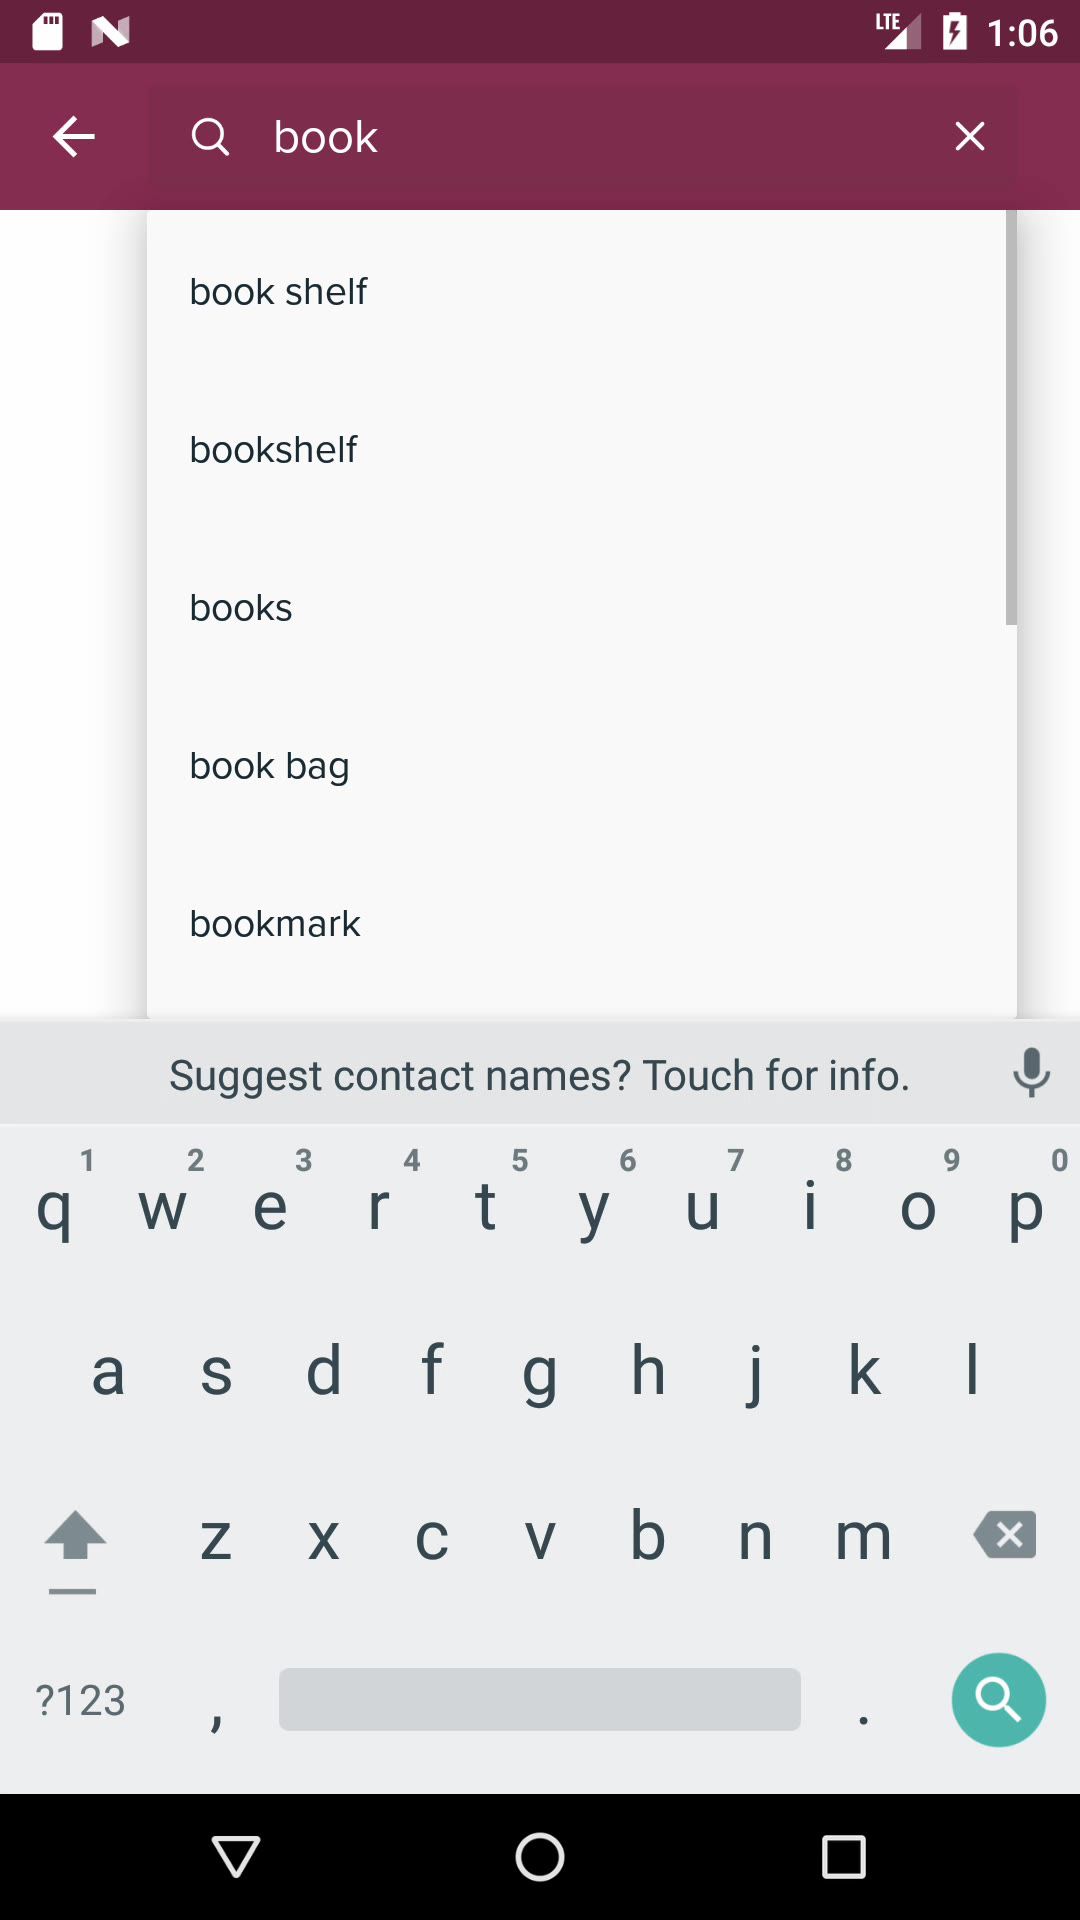 LTE 1:06
book
book shelf
bookshelf
books
book bag
bookmark
Suggest contact names? Touch for info.
1 2 3 4 5 6 7 8 9 0
q w e r t y u i o p
a s d f g h j k l
z x c v b n m
?123 , .